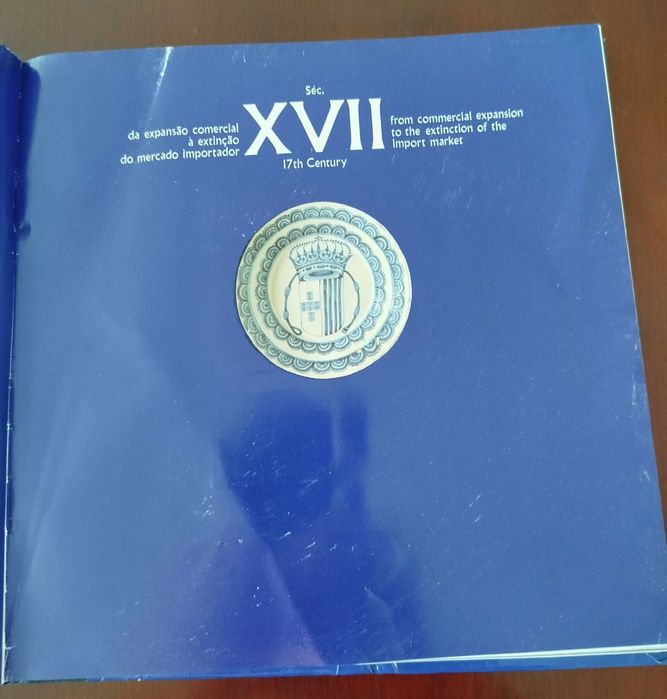 Séc.
XVII
17th Century
da expansão comercial
à extinção
do mercado importador
from commercial expansion
to the extinction of the
import market